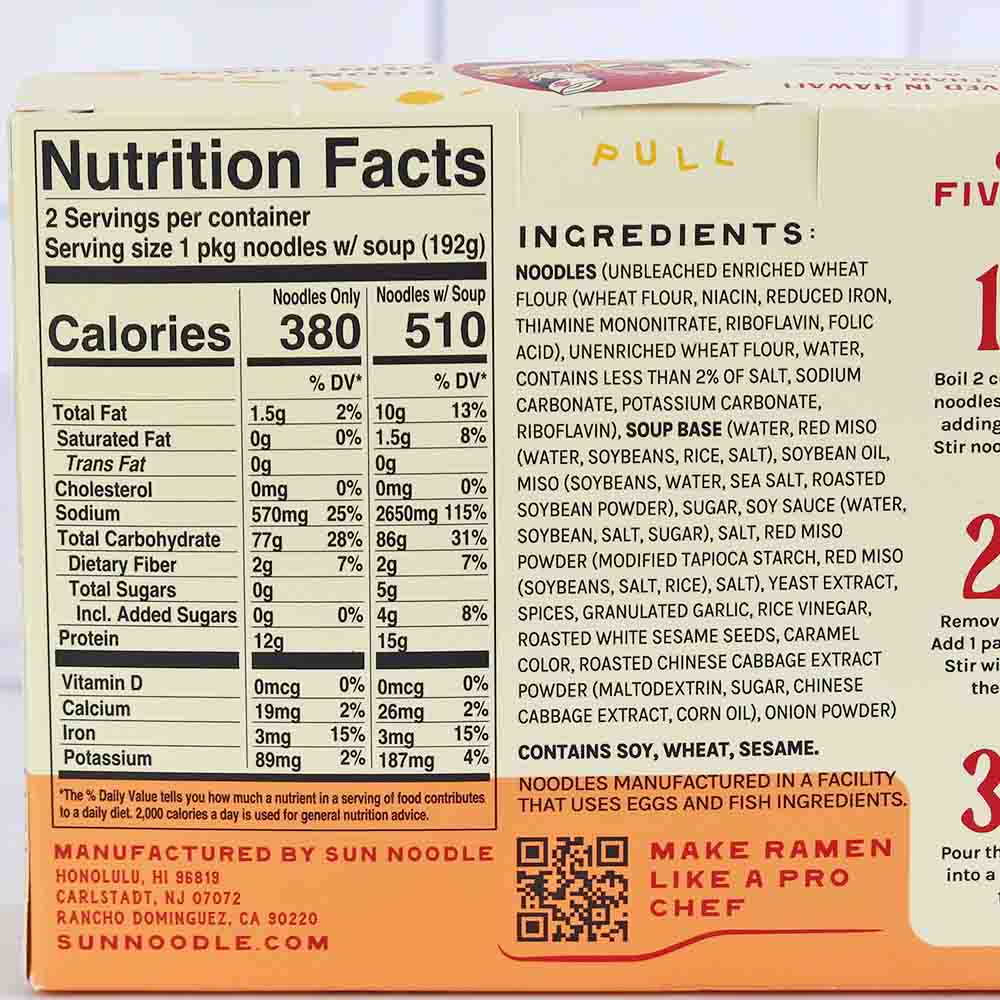 VED IN HAWAII
PULL
Nutrition Facts
2 Servings per container
Serving size 1 pkg noodles w/ soup (192g)
Noodles Only Noodles w/ Soup
Calories 380 510
% DV* % DV*
Total Fat 1.5g 2% 10g 13%
Saturated Fat 0g 0% 1.5g 8%
Trans Fat 0g 0g
Cholesterol 0mg 0% 0mg 0%
Sodium 570mg 25% 2650mg 115%
Total Carbohydrate 77g 28% 86g 31%
Dietary Fiber 2g 7% 2g 7%
Total Sugars 0g 5g
Incl. Added Sugars 0g 0% 4g 8%
Protein 12g 15g
Vitamin D 0mcg 0% 0mcg 0%
Calcium 19mg 2% 26mg 2%
Iron 3mg 15% 3mg 15%
Potassium 89mg 2% 187mg 4%
*The % Daily Value tells you how much a nutrient in a serving of food contributes
to a daily diet. 2,000 calories a day is used for general nutrition advice.
MANUFACTURED BY SUN NOODLE
HONOLULU, HI 96819
CARLSTADT, NJ 07072
RANCHO DOMINGUEZ, CA 90220
SUNNOODLE.COM
INGREDIENTS:
NOODLES (UNBLEACHED ENRICHED WHEAT
FLOUR (WHEAT FLOUR, NIACIN, REDUCED IRON,
THIAMINE MONONITRATE, RIBOFLAVIN, FOLIC
ACID), UNENRICHED WHEAT FLOUR, WATER,
CONTAINS LESS THAN 2% OF SALT, SODIUM
CARBONATE, POTASSIUM CARBONATE,
RIBOFLAVIN), SOUP BASE (WATER, RED MISO
(WATER, SOYBEANS, RICE, SALT), SOYBEAN OIL,
MISO (SOYBEANS, WATER, SEA SALT, ROASTED
SOYBEAN POWDER), SUGAR, SOY SAUCE (WATER,
SOYBEAN, SALT, SUGAR), SALT, RED MISO
POWDER (MODIFIED TAPIOCA STARCH, RED MISO
(SOYBEANS, SALT, RICE), SALT), YEAST EXTRACT,
SPICES, GRANULATED GARLIC, RICE VINEGAR,
ROASTED WHITE SESAME SEEDS, CARAMEL
COLOR, ROASTED CHINESE CABBAGE EXTRACT
POWDER (MALTODEXTRIN, SUGAR, CHINESE
CABBAGE EXTRACT, CORN OIL), ONION POWDER)
CONTAINS SOY, WHEAT, SESAME.
NOODLES MANUFACTURED IN A FACILITY
THAT USES EGGS AND FISH INGREDIENTS.
MAKE RAMEN
LIKE A PRO
CHEF
FIV
1
Boil 2 c
noodles
adding
Stir noo
2
Remov
Add 1 pa
Stir wi
the
3
Pour th
into a